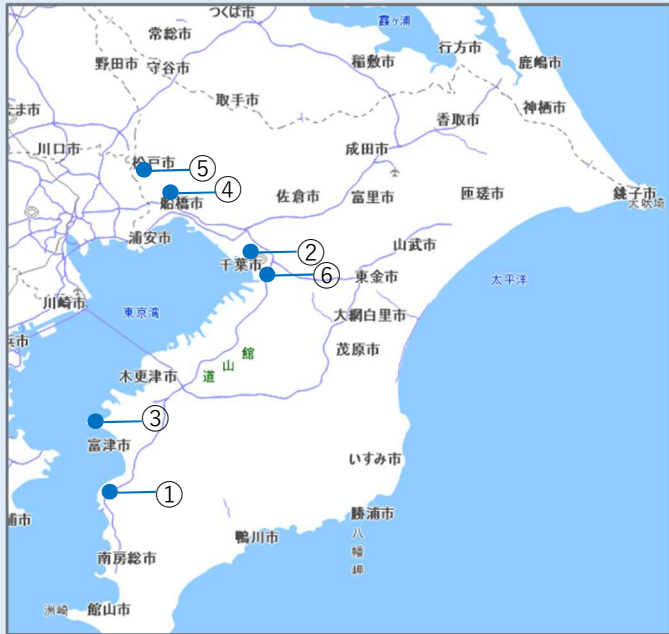 つくば市
霞ヶ浦
常総市
行方市
野田市
守谷市
稲敷市
鹿嶋市
取手市
神栖市
ま市
香取市
川口市
成田市
松戸市
⑤
④
佐倉市
富里市
匝瑳市
銚子市
犬吠埼
船橋市
浦安市
②
山武市
千葉市
⑥
東金市
太平洋
川崎市
東京湾
大網白里市
浜市
茂原市
館
山
道
木更津市
③
富津市
いすみ市
①
浦市
勝浦市
鴨川市
八
幡
岬
南房総市
洲崎
館山市